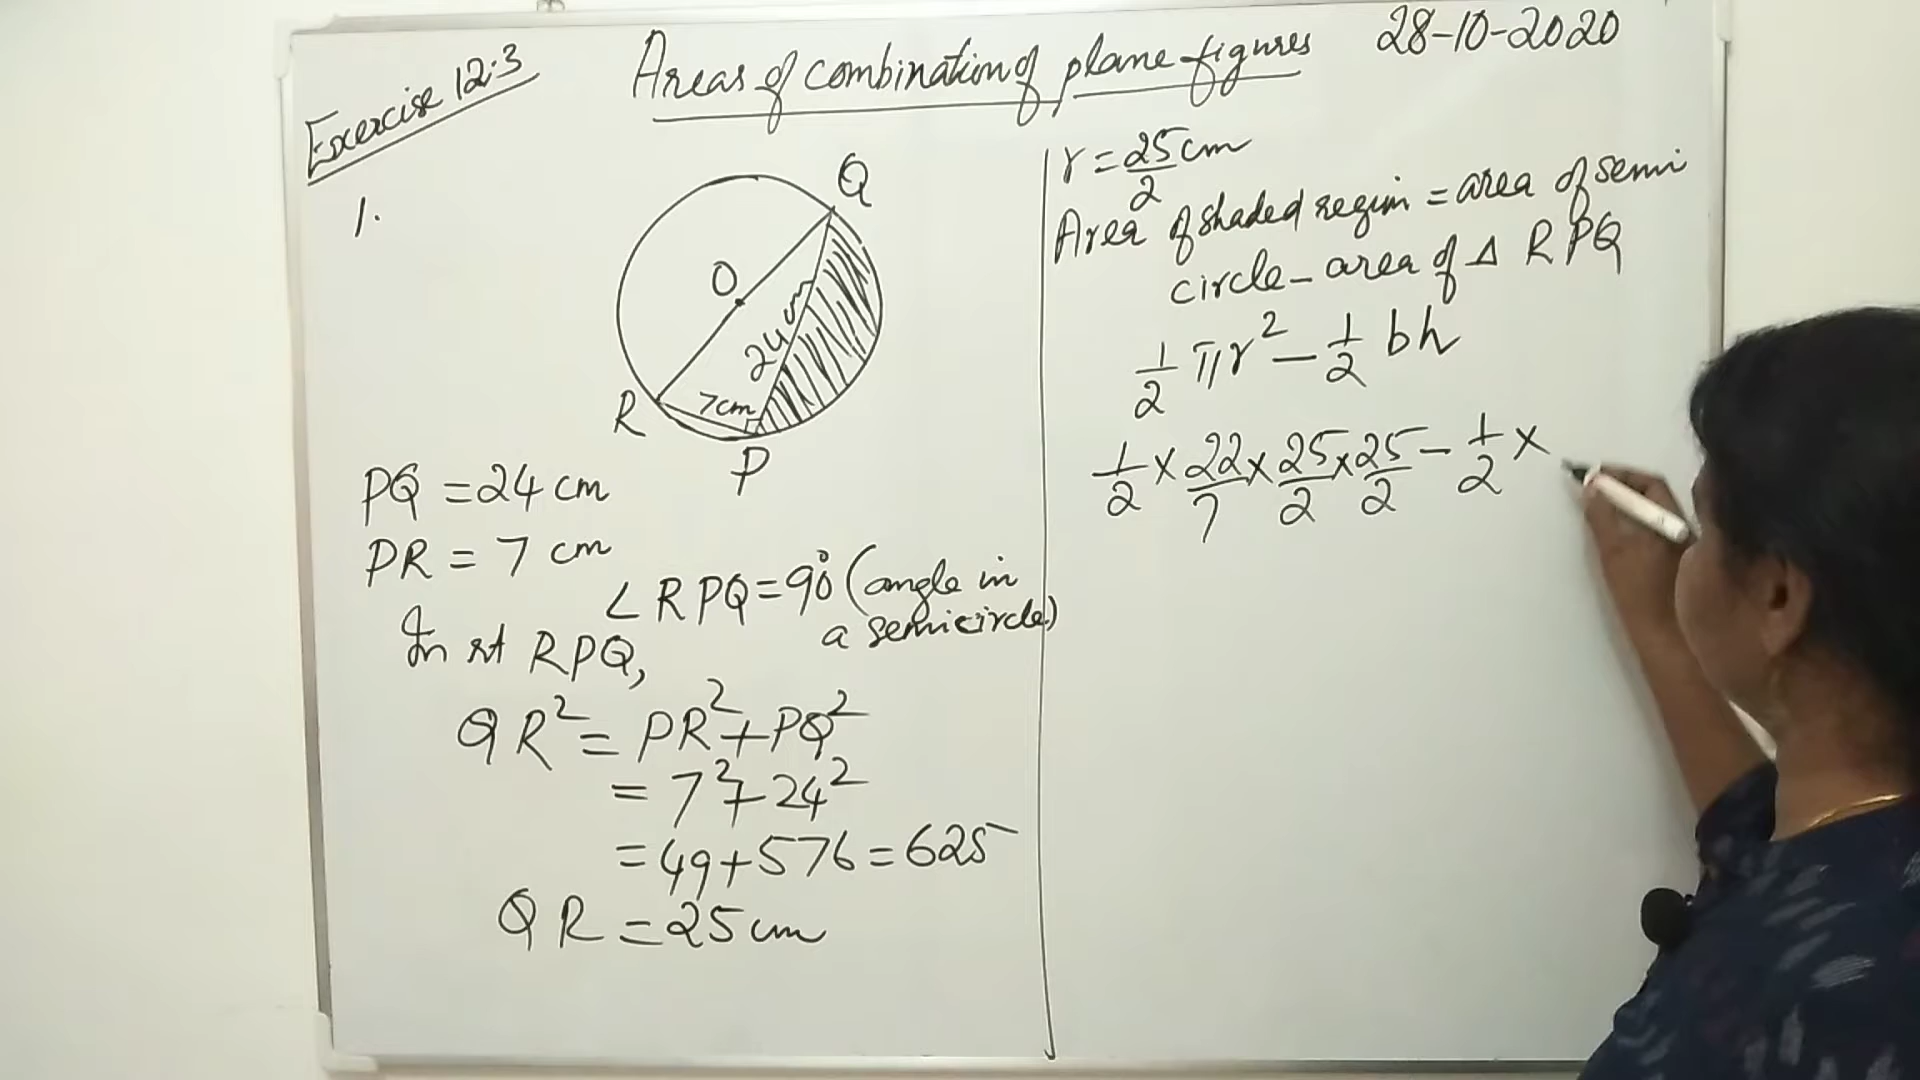 Exercise 12.3
Areas of combination of plane figures
28-10-2020
1.
Q
O
24 cm
7cm
R
P
PQ = 24 cm
PR = 7 cm
∠RPQ = 90° (angle in
a semicircle)
In rt RPQ,
QR² = PR² + PQ²
= 7² + 24²
= 49 + 576 = 625
QR = 25 cm
r = 25/2 cm
Area of shaded region = area of semi
circle - area of Δ RPQ
1/2 πr² - 1/2 bh
1/2 × 22/7 × 25/2 × 25/2 - 1/2 ×